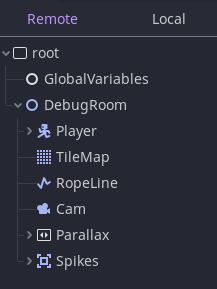 Remote Local
root
GlobalVariables
DebugRoom
Player
TileMap
RopeLine
Cam
Parallax
Spikes